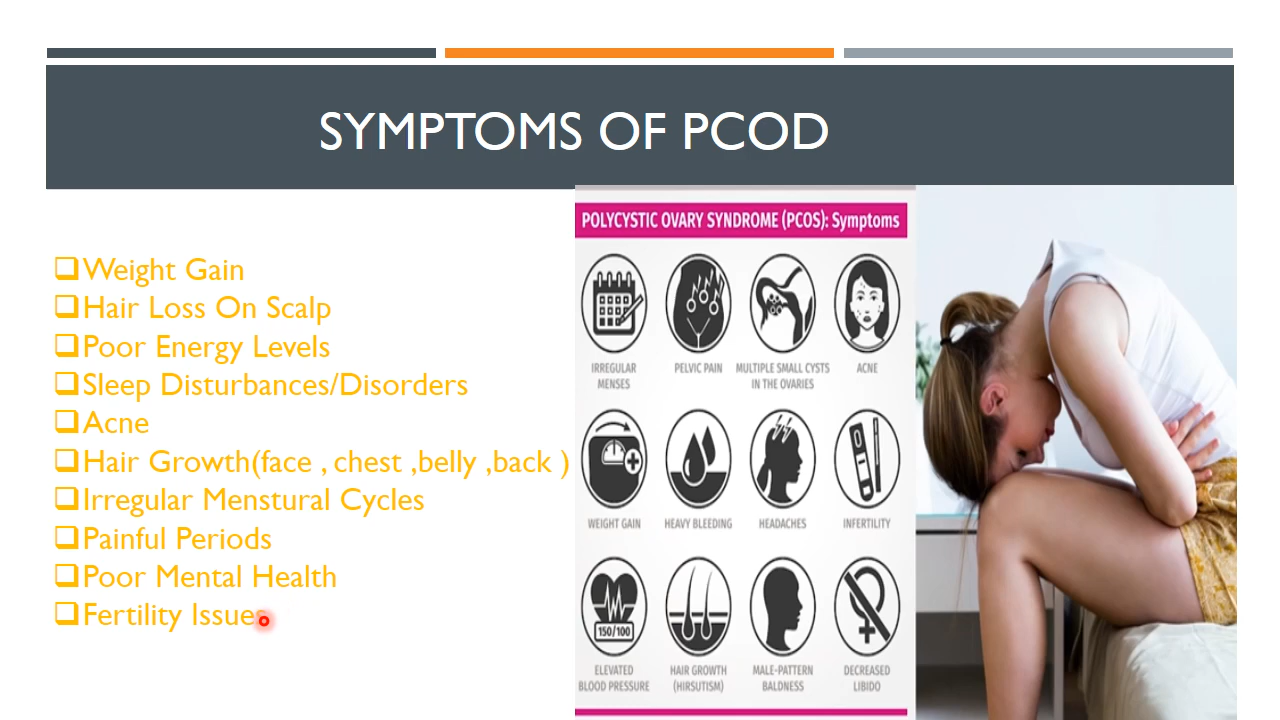 SYMPTOMS OF PCOD
Weight Gain
Hair Loss On Scalp
Poor Energy Levels
Sleep Disturbances/Disorders
Acne
Hair Growth(face , chest ,belly ,back )
Irregular Menstural Cycles
Painful Periods
Poor Mental Health
Fertility Issues
POLYCYSTIC OVARY SYNDROME (PCOS): Symptoms
IRREGULAR
MENSES
PELVIC PAIN
MULTIPLE SMALL CYSTS
IN THE OVARIES
ACNE
WEIGHT GAIN
HEAVY BLEEDING
HEADACHES
INFERTILITY
150/100
ELEVATED
BLOOD PRESSURE
HAIR GROWTH
(HIRSUTISM)
MALE-PATTERN
BALDNESS
DECREASED
LIBIDO